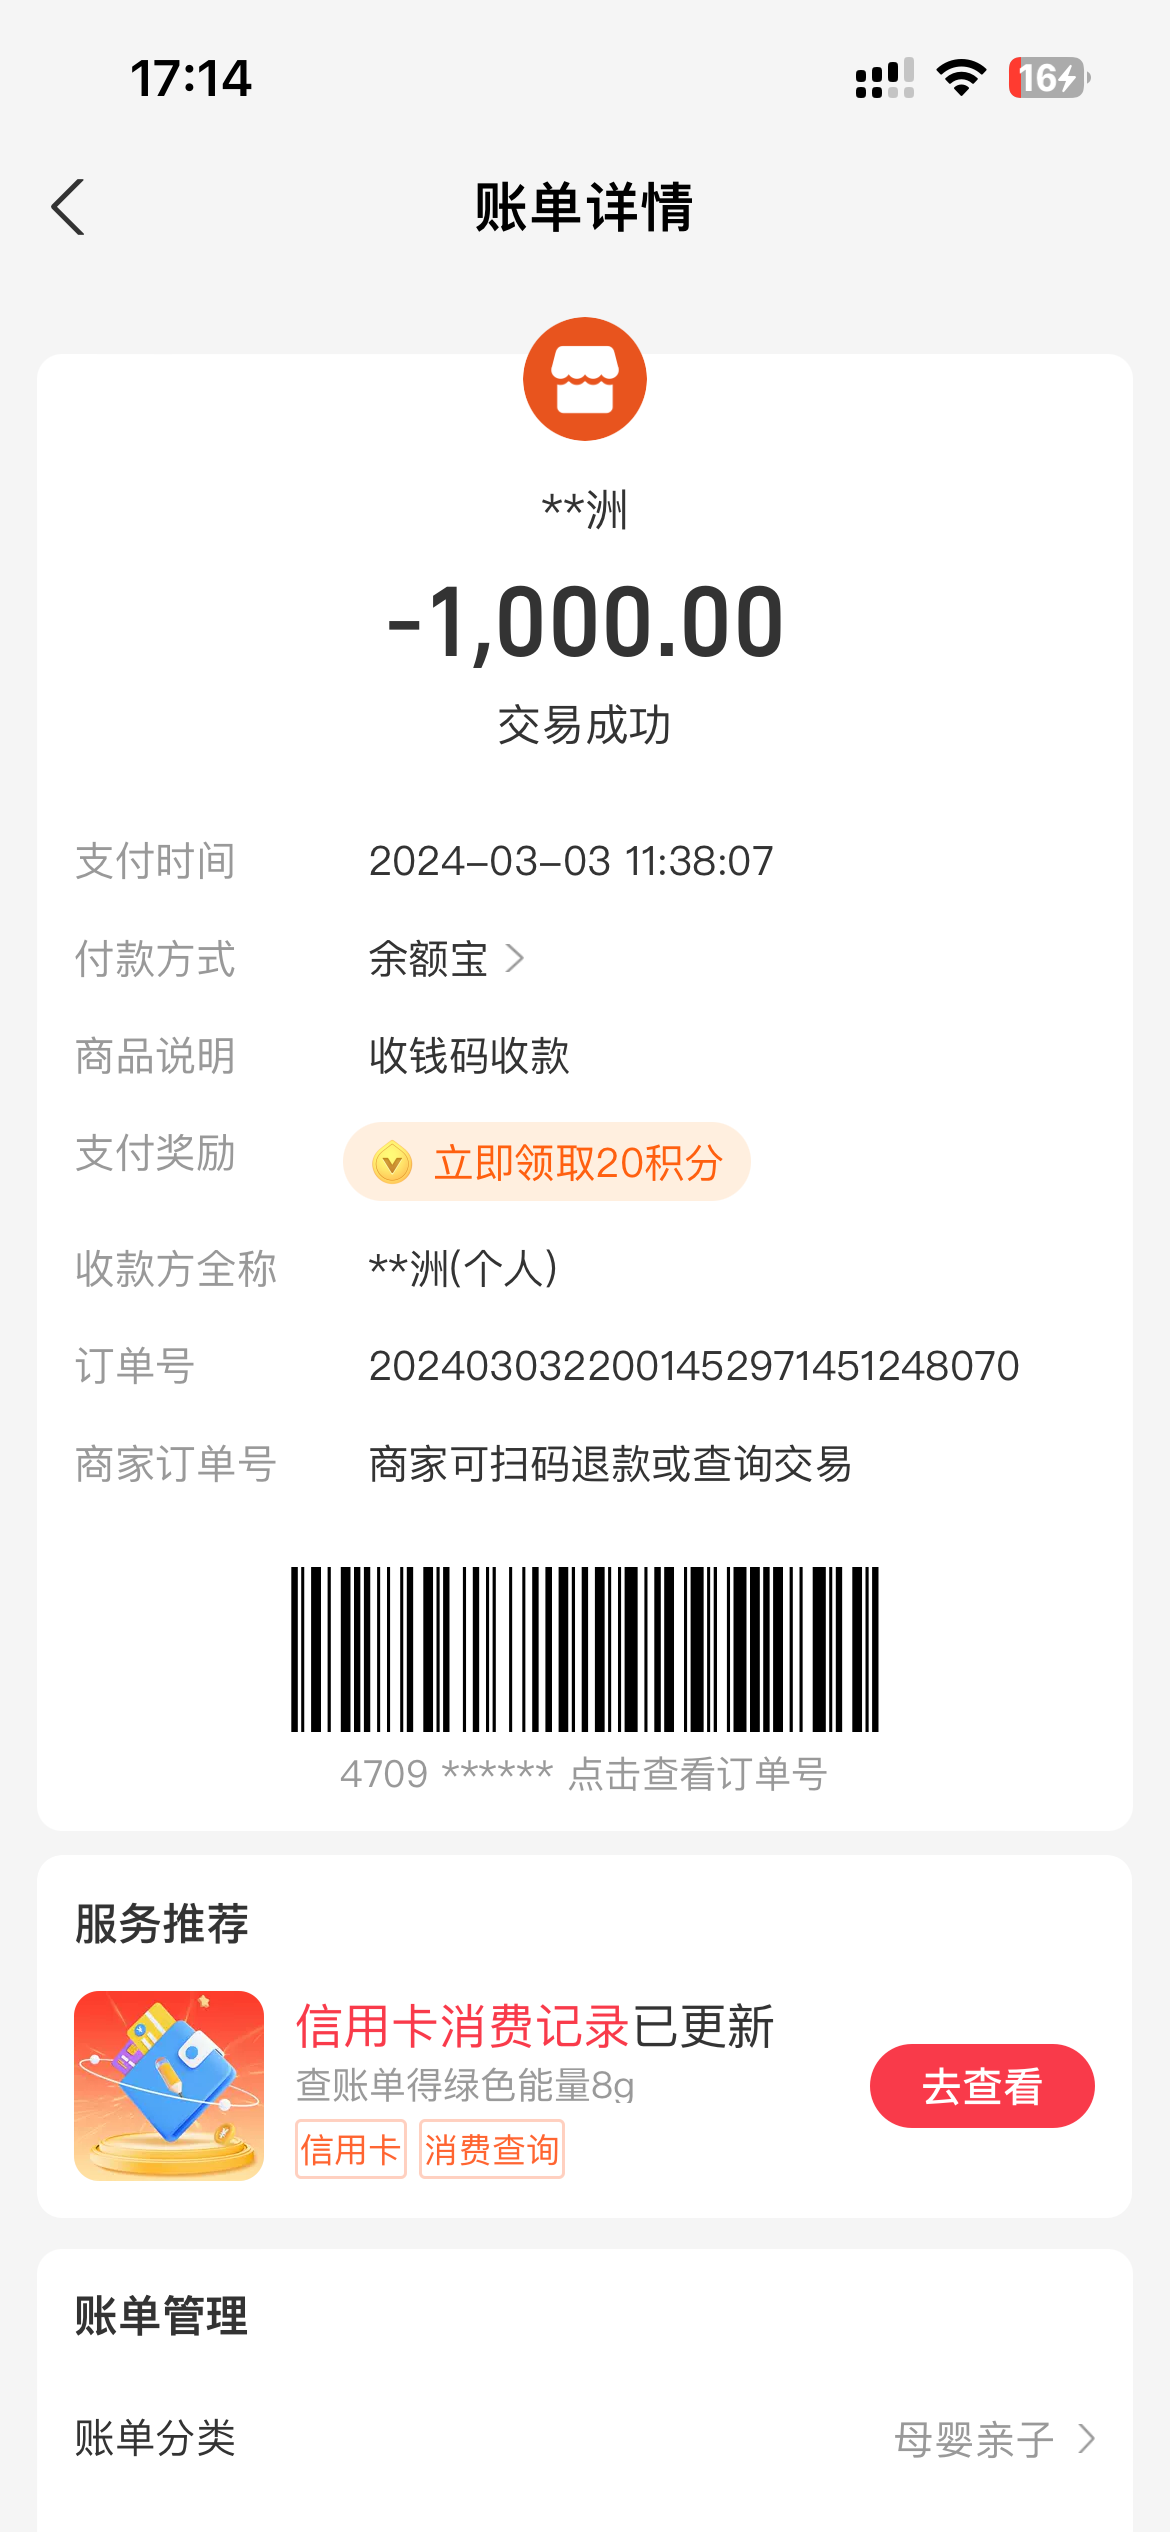 17:14
16
账单详情
**洲
-1,000.00
交易成功
支付时间 2024-03-03 11:38:07
付款方式 余额宝
商品说明 收钱码收款
支付奖励 立即领取20积分
收款方全称 **洲(个人)
订单号 20240303220014529714512​48070
商家订单号 商家可扫码退款或查询交易
4709 ****** 点击查看订单号
服务推荐
信用卡消费记录已更新
查账单得绿色能量8g
去查看
信用卡 消费查询
账单管理
账单分类 母婴亲子